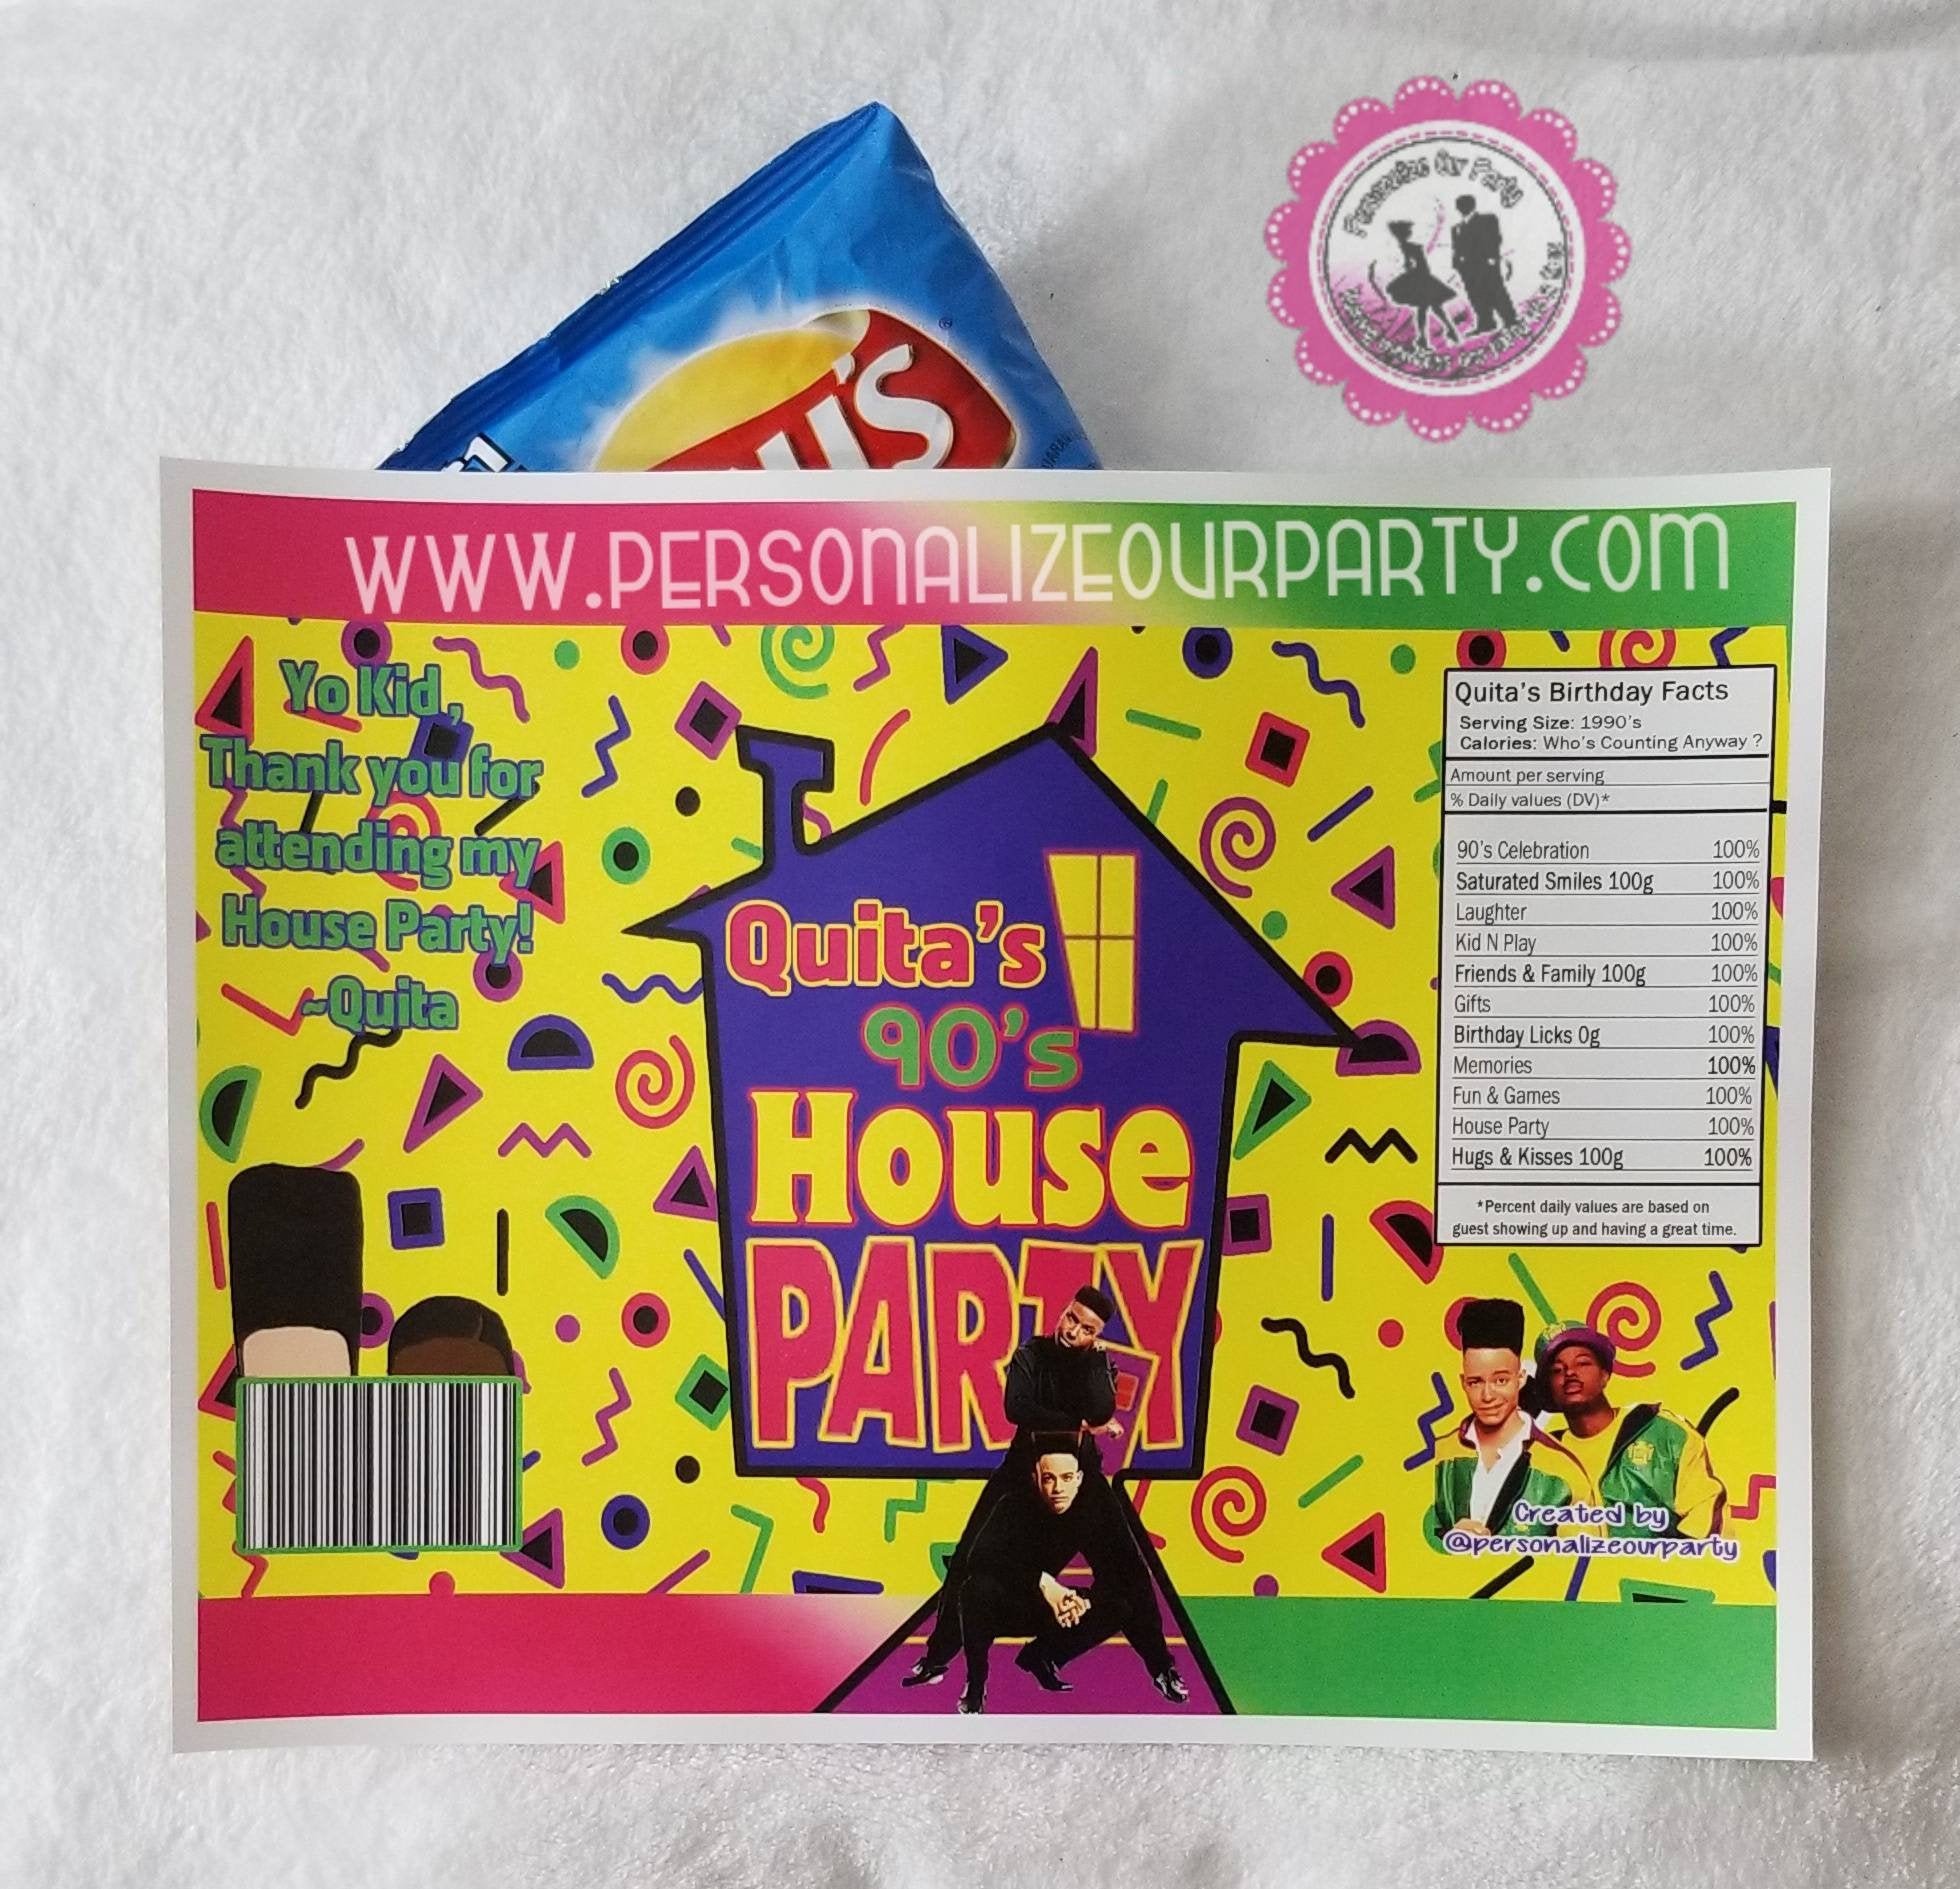 Personalize Our Party
U'S
WWW.PERSONALIZEOURPARTY.COM
Yo Kid,
Thank you for
attending my
House Party!
~Quita
Quita's
90's
House
PARTY
Quita's Birthday Facts
Serving Size: 1990's
Calories: Who's Counting Anyway ?
Amount per serving
% Daily values (DV)*
90's Celebration 100%
Saturated Smiles 100g 100%
Laughter 100%
Kid N Play 100%
Friends & Family 100g 100%
Gifts 100%
Birthday Licks 0g 100%
Memories 100%
Fun & Games 100%
House Party 100%
Hugs & Kisses 100g 100%
*Percent daily values are based on
guest showing up and having a great time.
Created by
@personalizeourparty